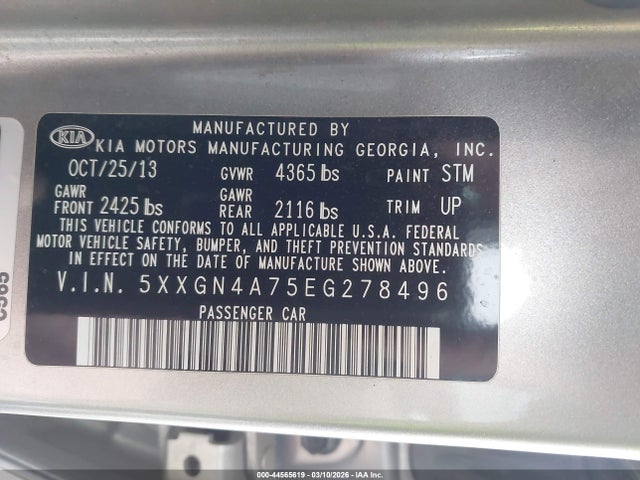 KIA
MANUFACTURED BY
KIA MOTORS MANUFACTURING GEORGIA, INC.
OCT/25/13 GVWR 4365 lbs PAINT STM
GAWR FRONT 2425 lbs GAWR REAR 2116 lbs TRIM UP
THIS VEHICLE CONFORMS TO ALL APPLICABLE U.S.A. FEDERAL
MOTOR VEHICLE SAFETY, BUMPER, AND THEFT PREVENTION STANDARDS
IN EFFECT ON THE DATE OF MANUFACTURE SHOWN ABOVE.
V.I.N. 5XXGN4A75EG278496
PASSENGER CAR
000-44565619 - 03/10/2026 - IAA Corp.